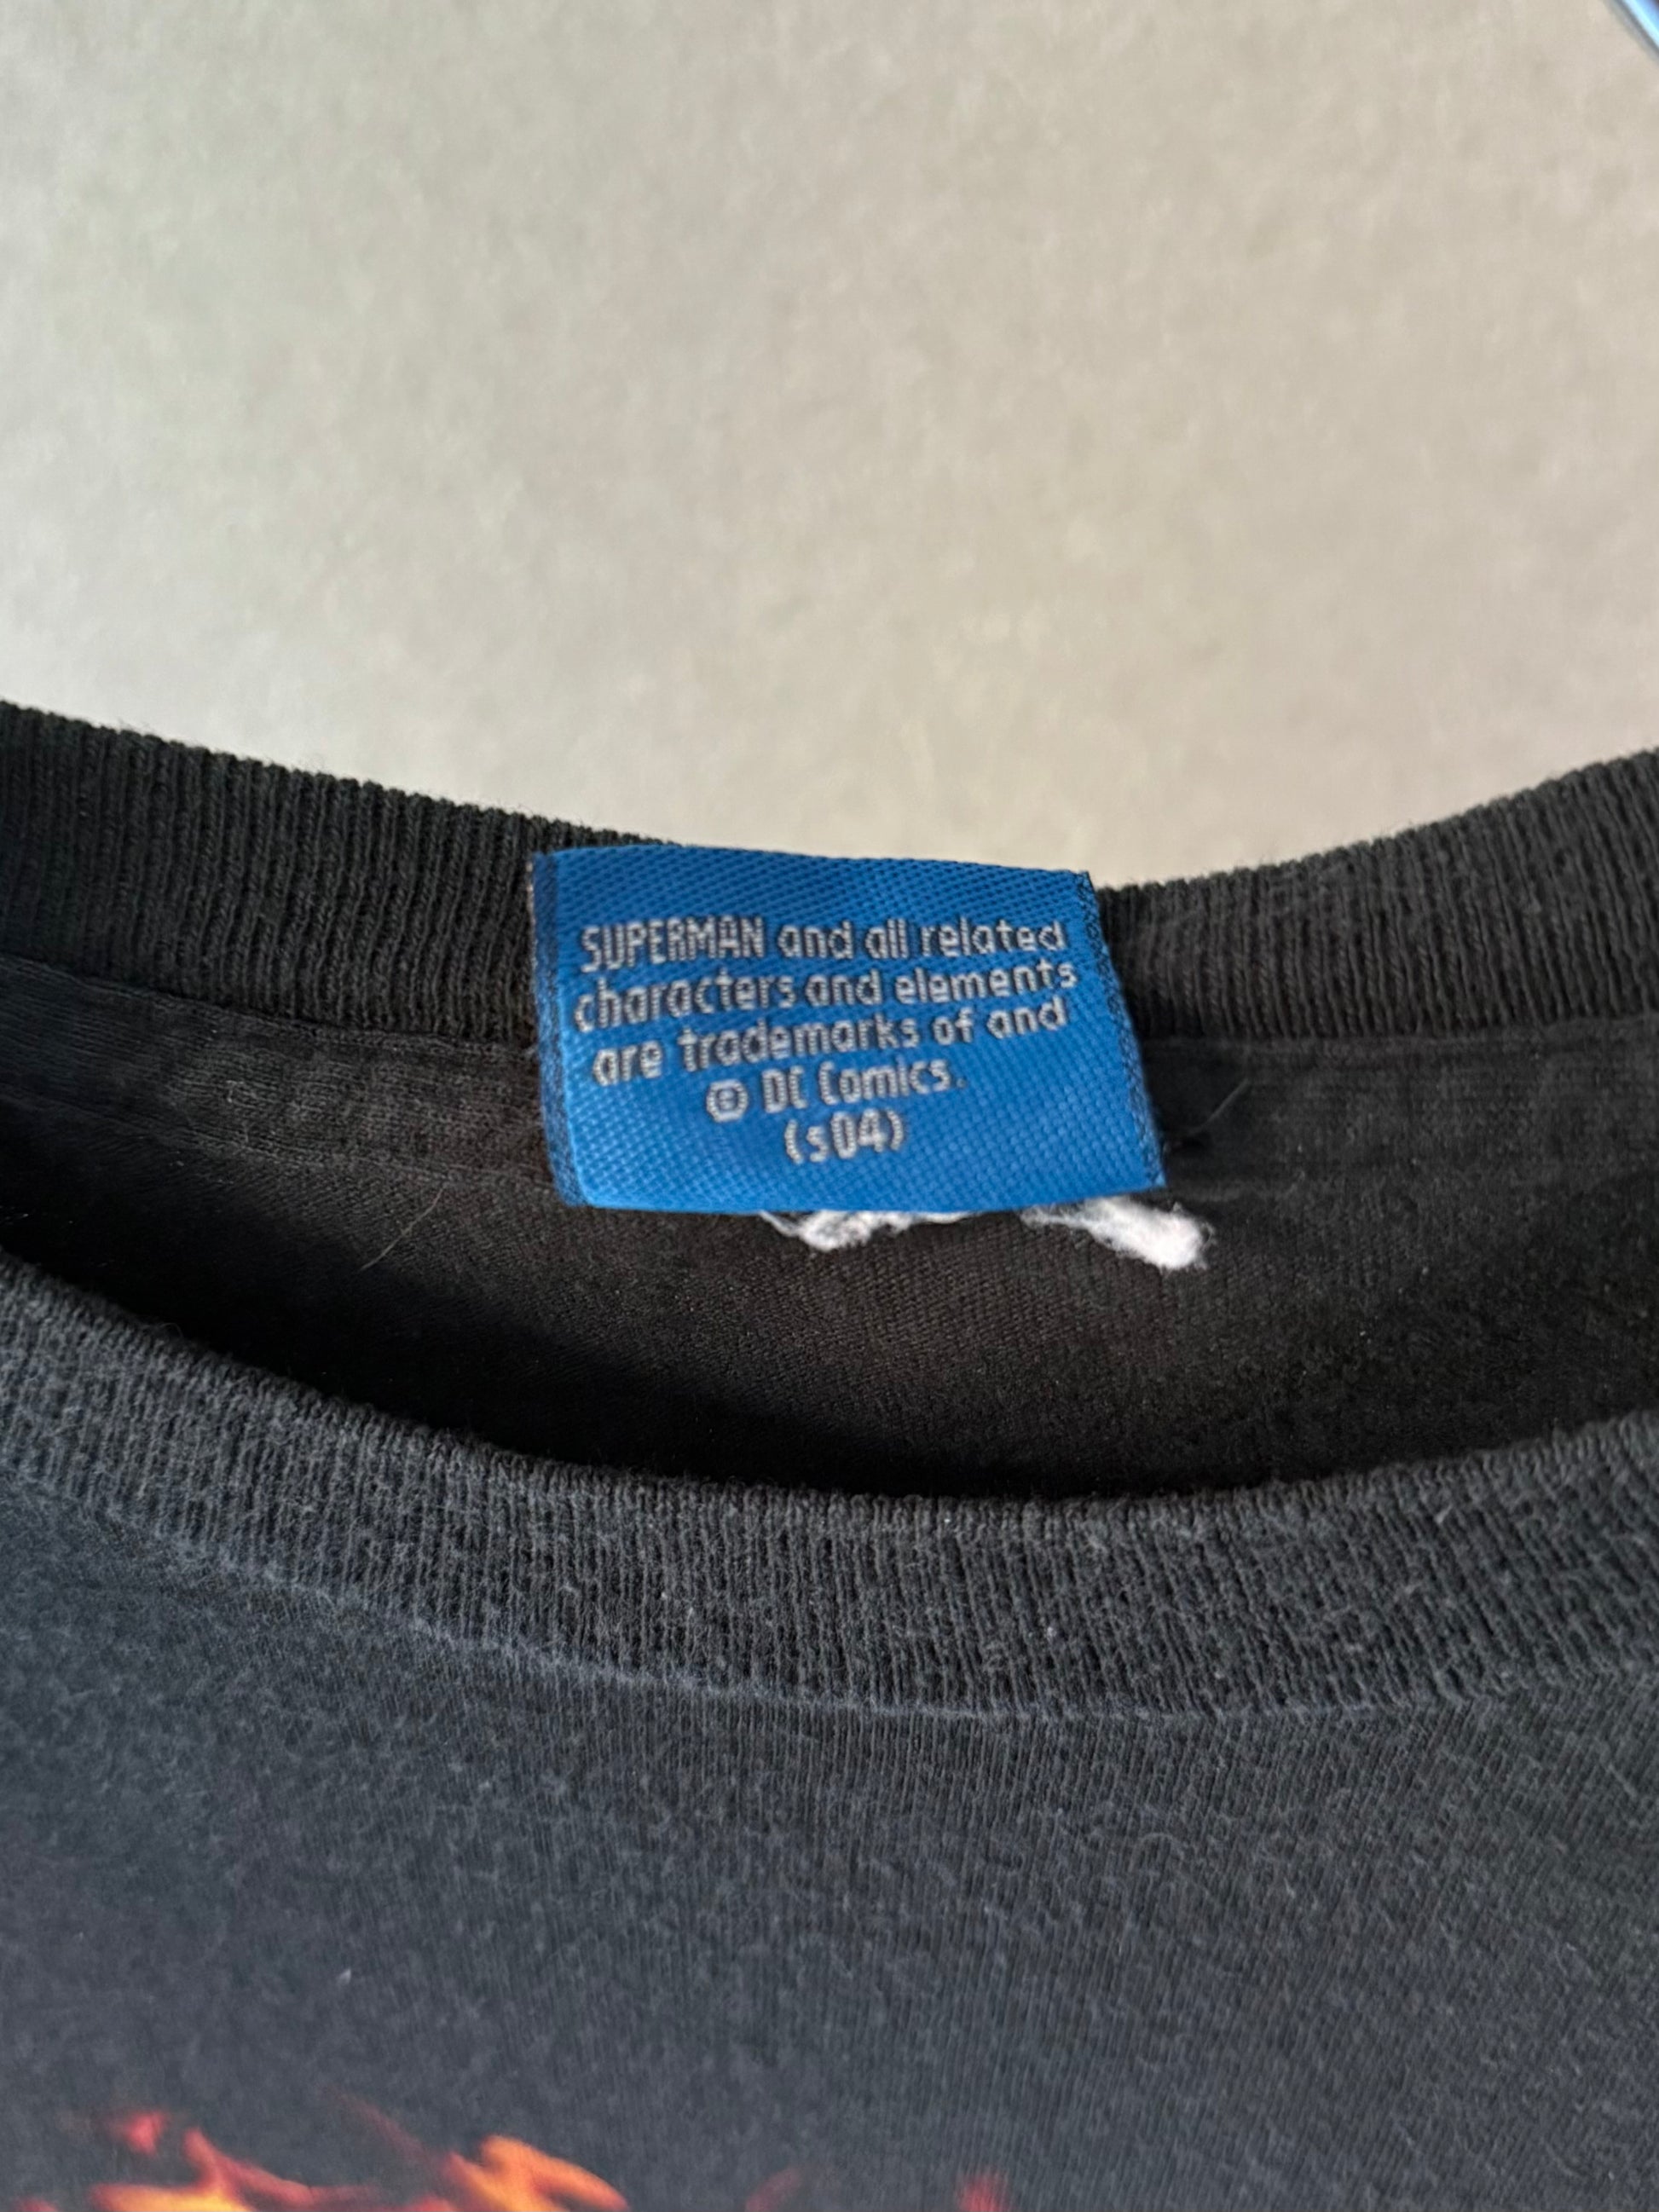 SUPERMAN and all related
characters and elements
are trademarks of and
© DC Comics.
(s04)